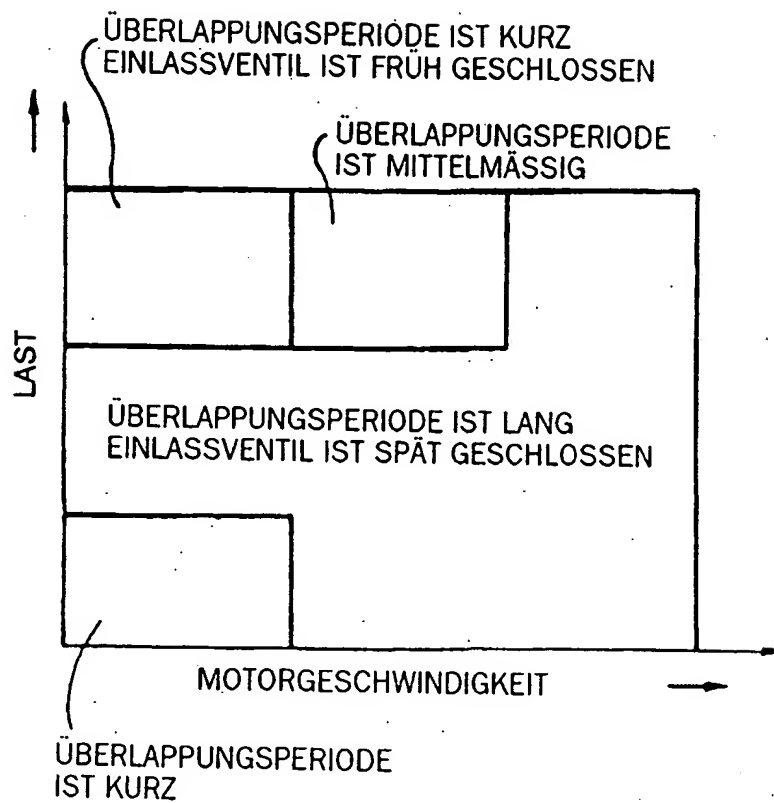 ÜBERLAPPUNGSPERIODE IST KURZ
EINLASSVENTIL IST FRÜH GESCHLOSSEN
ÜBERLAPPUNGSPERIODE
IST MITTELMÄSSIG
LAST
ÜBERLAPPUNGSPERIODE IST LANG
EINLASSVENTIL IST SPÄT GESCHLOSSEN
MOTORGESCHWINDIGKEIT
ÜBERLAPPUNGSPERIODE
IST KURZ